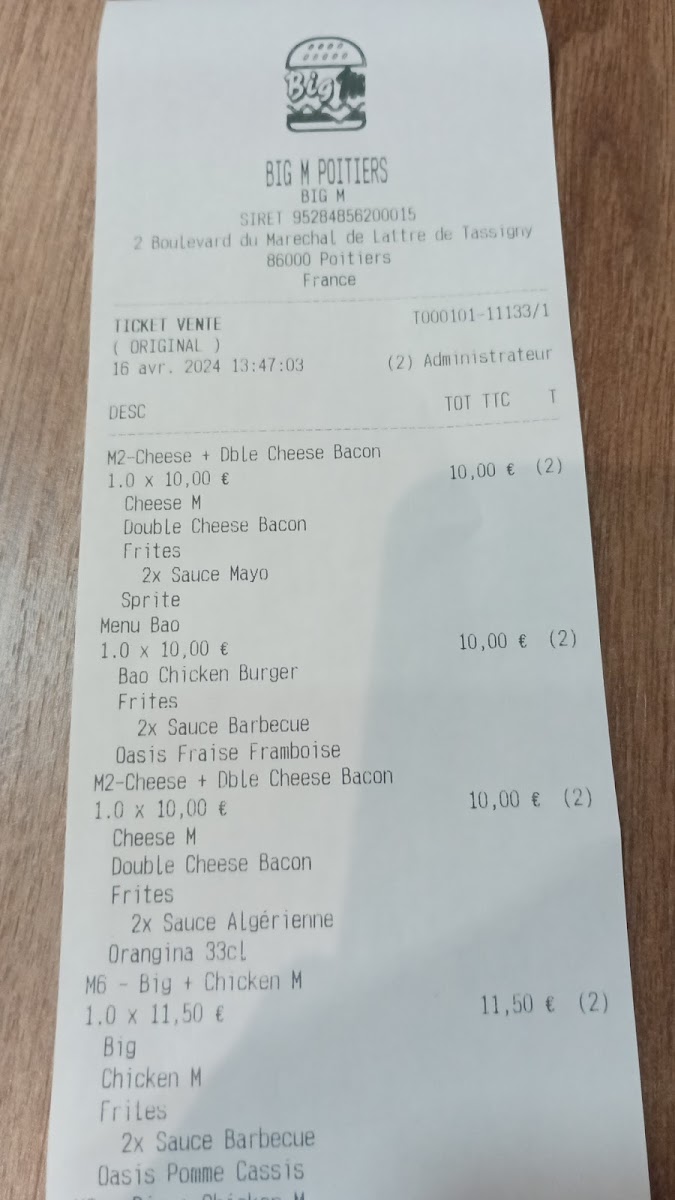 Big M
BIG M POITIERS
BIG M
SIRET 95284856200015
2 Boulevard du Marechal de Lattre de Tassigny
86000 Poitiers
France
TICKET VENTE T000101-11133/1
( ORIGINAL )
16 avr. 2024 13:47:03 (2) Administrateur
DESC TOT TTC T
M2-Cheese + Dble Cheese Bacon
1.0 x 10,00 € 10,00 € (2)
Cheese M
Double Cheese Bacon
Frites
2x Sauce Mayo
Sprite
Menu Bao
1.0 x 10,00 € 10,00 € (2)
Bao Chicken Burger
Frites
2x Sauce Barbecue
Oasis Fraise Framboise
M2-Cheese + Dble Cheese Bacon
1.0 x 10,00 € 10,00 € (2)
Cheese M
Double Cheese Bacon
Frites
2x Sauce Algérienne
Orangina 33cl
M6 - Big + Chicken M
1.0 x 11,50 € 11,50 € (2)
Big
Chicken M
Frites
2x Sauce Barbecue
Oasis Pomme Cassis